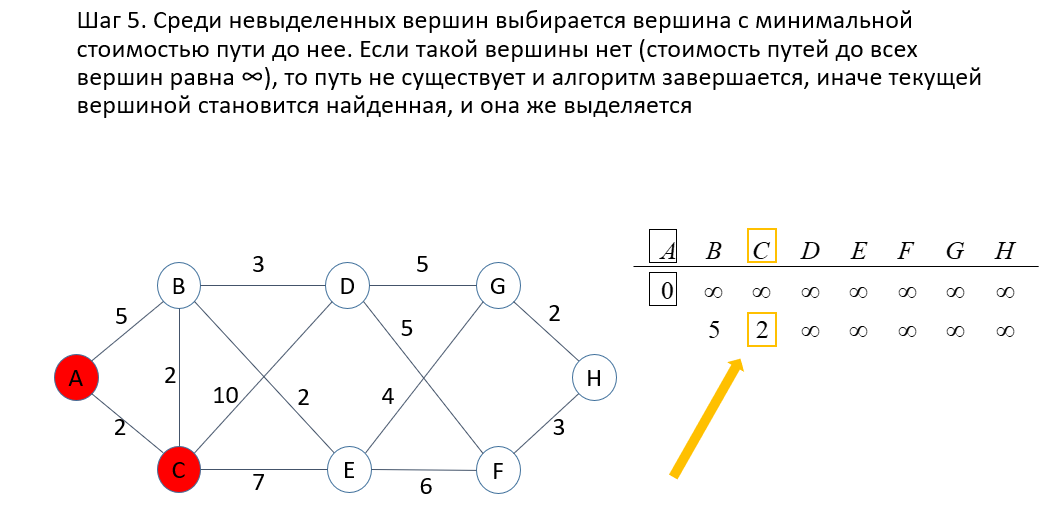 Шаг 5. Среди невыделенных вершин выбирается вершина с минимальной
стоимостью пути до нее. Если такой вершины нет (стоимость путей до всех
вершин равна ∞), то путь не существует и алгоритм завершается, иначе текущей
вершиной становится найденная, и она же выделяется
A B C D E F G H
0 ∞ ∞ ∞ ∞ ∞ ∞ ∞
5 2 ∞ ∞ ∞ ∞ ∞
3 5
B D G
5 5 2
A 2 10 2 4 H
2 3
C E F
7 6